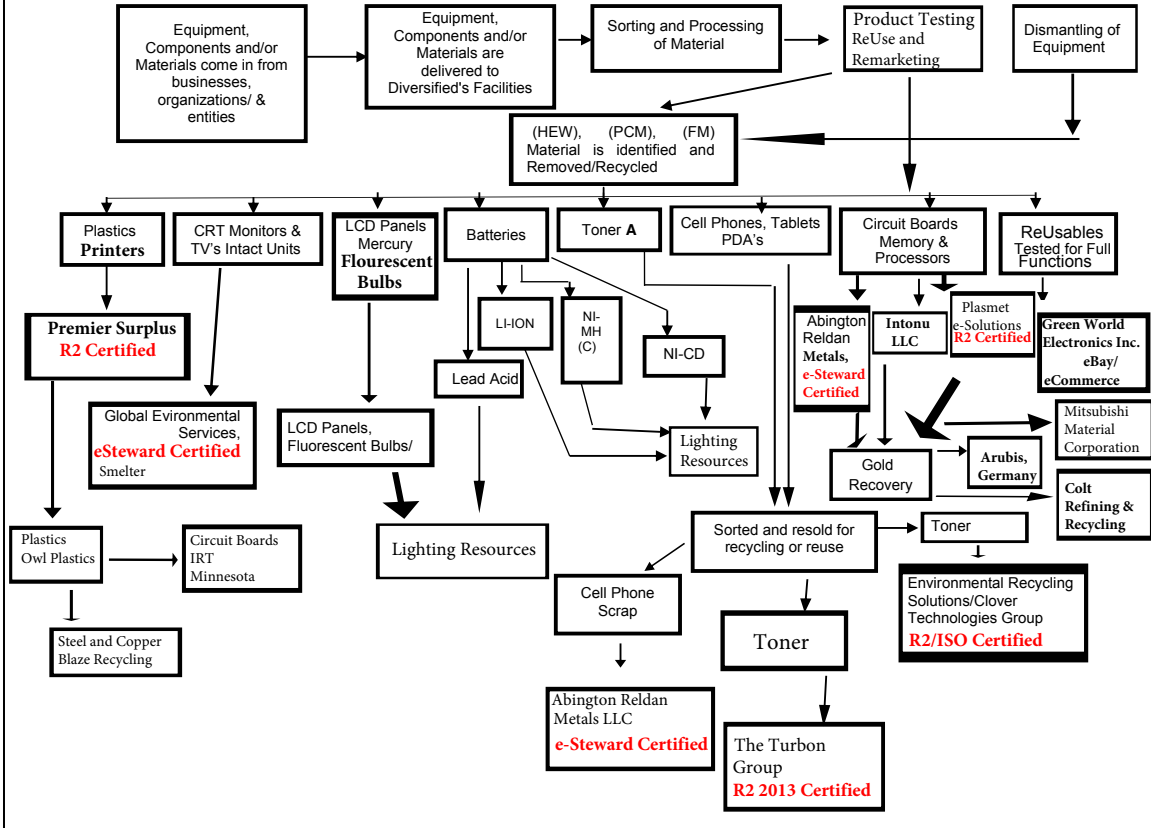 Equipment,
Components and/or
Materials come in from
businesses,
organizations/ &
entities
Equipment,
Components and/or
Materials are
delivered to
Diversified's Facilities
Sorting and Processing
of Material
Product Testing
ReUse and
Remarketing
Dismantling of
Equipment
(HEW), (PCM), (FM)
Material is identified and
Removed/Recycled
Plastics
Printers
CRT Monitors &
TV's Intact Units
LCD Panels
Mercury
Flourescent
Bulbs
Batteries
Toner A
Cell Phones, Tablets
PDA's
Circuit Boards
Memory &
Processors
ReUsables
Tested for Full
Functions
Premier Surplus
R2 Certified
LI-ION
NI-
MH
(C)
NI-CD
Lead Acid
Abington
Reldan
Metals,
e-Steward
Certified
Intonu
LLC
Plasmet
e-Solutions
R2 Certified
Green World
Electronics Inc.
eBay/
eCommerce
Global Evironmental
Services,
eSteward Certified
Smelter
LCD Panels,
Fluorescent Bulbs/
Lighting
Resources
Gold
Recovery
Arubis,
Germany
Mitsubishi
Material
Corporation
Colt
Refining &
Recycling
Plastics
Owl Plastics
Circuit Boards
IRT
Minnesota
Lighting Resources
Sorted and resold for
recycling or reuse
Toner
Steel and Copper
Blaze Recycling
Cell Phone
Scrap
Toner
Environmental Recycling
Solutions/Clover
Technologies Group
R2/ISO Certified
Abington Reldan
Metals LLC
e-Steward Certified
The Turbon
Group
R2 2013 Certified